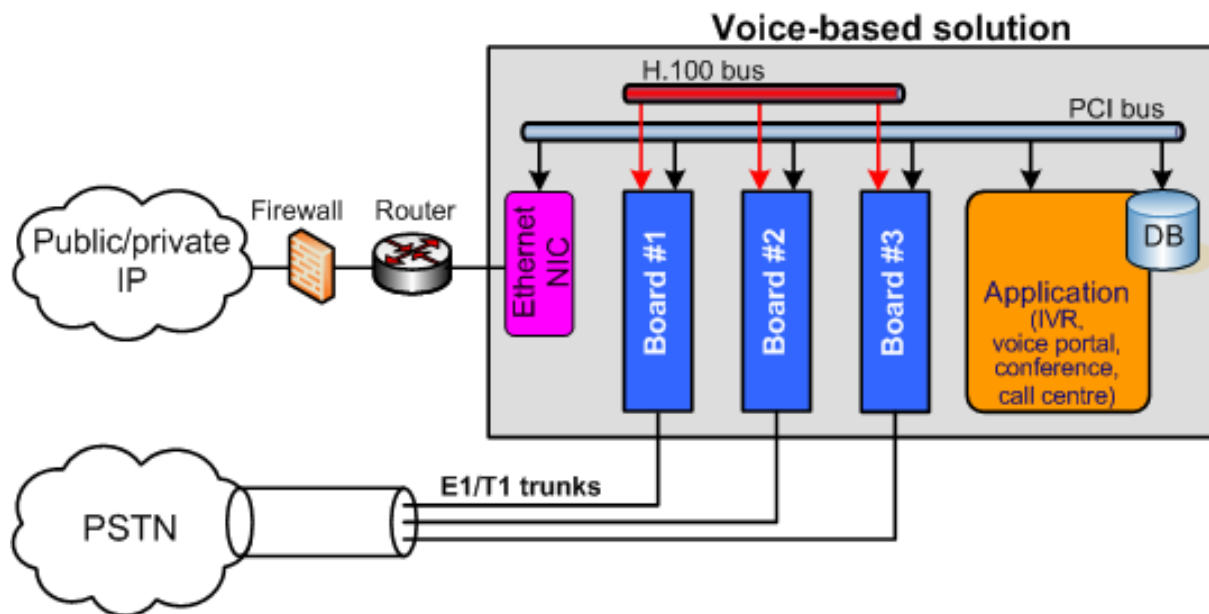 Voice-based solution
H.100 bus
PCI bus
Firewall
Router
Public/private
IP
Ethernet
NIC
Board #1
Board #2
Board #3
DB
Application
(IVR,
voice portal,
conference,
call centre)
E1/T1 trunks
PSTN